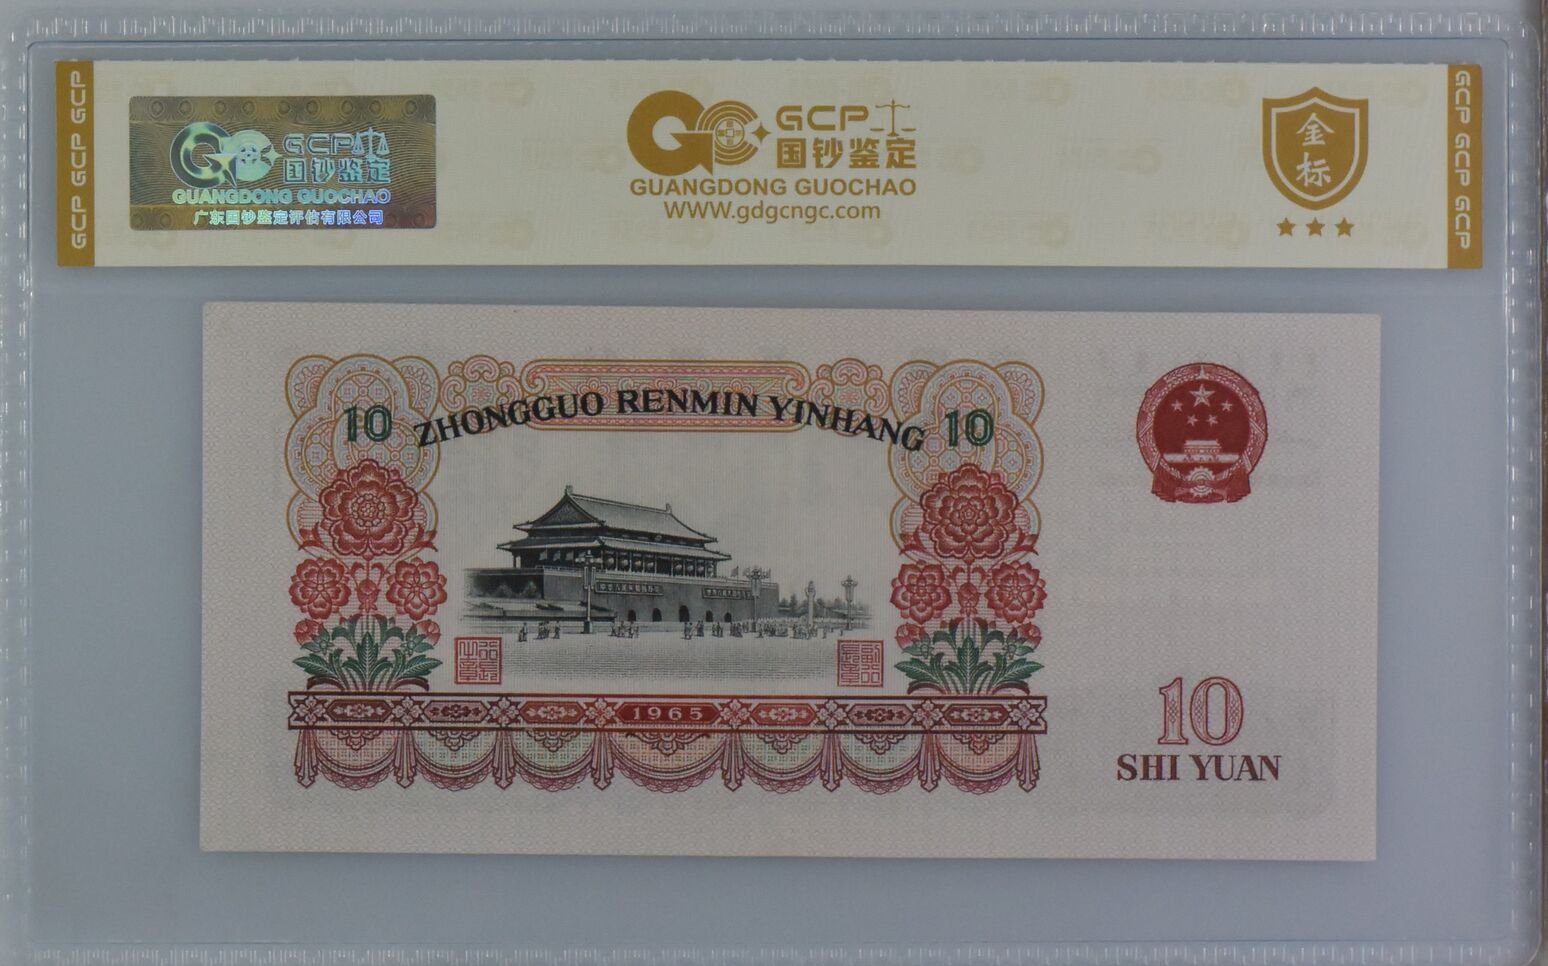 GCP GCP GCP
GCP 国钞鉴定
GUANGDONG GUOCHAO
广东国钞鉴定评估有限公司
GCP
国钞鉴定
GUANGDONG GUOCHAO
WWW.gdgcngc.com
金标
GCP GCP GCP
10 ZHONGGUO RENMIN YINHANG 10
1965
10
SHI YUAN